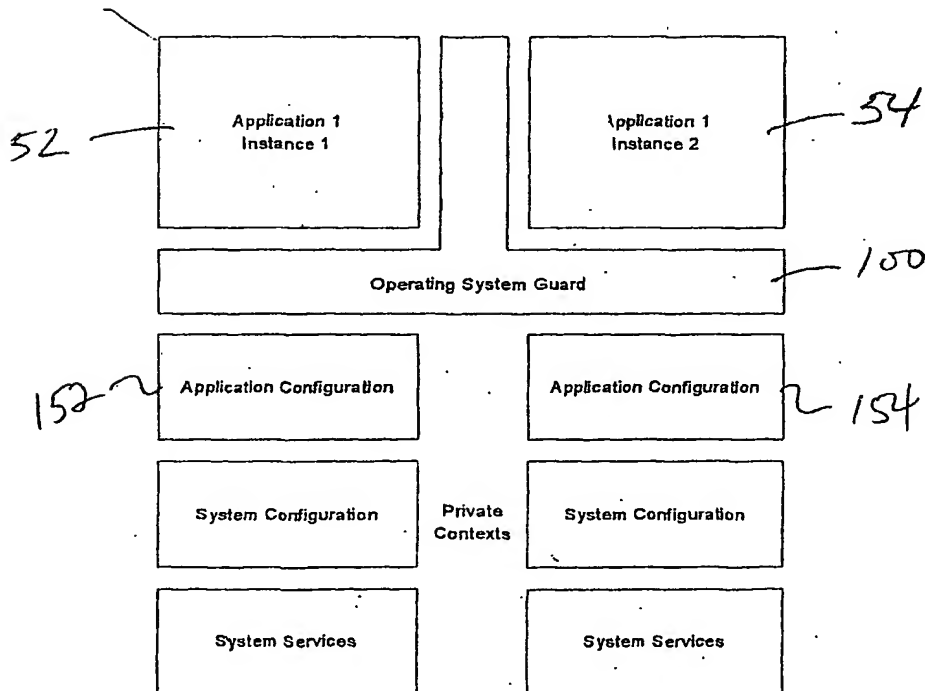 Application 1
Instance 1
Application 1
Instance 2
52
54
Operating System Guard
100
Application Configuration
Application Configuration
152
154
System Configuration
Private
Contexts
System Configuration
System Services
System Services